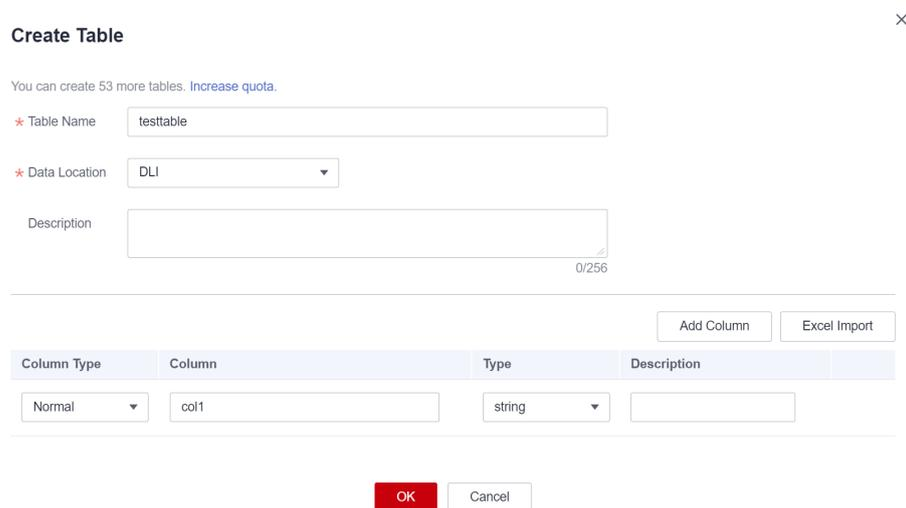 Create Table
You can create 53 more tables. Increase quota.
* Table Name testtable
* Data Location DLI
Description
0/256
Add Column Excel Import
Column Type Column Type Description
Normal col1 string
OK Cancel